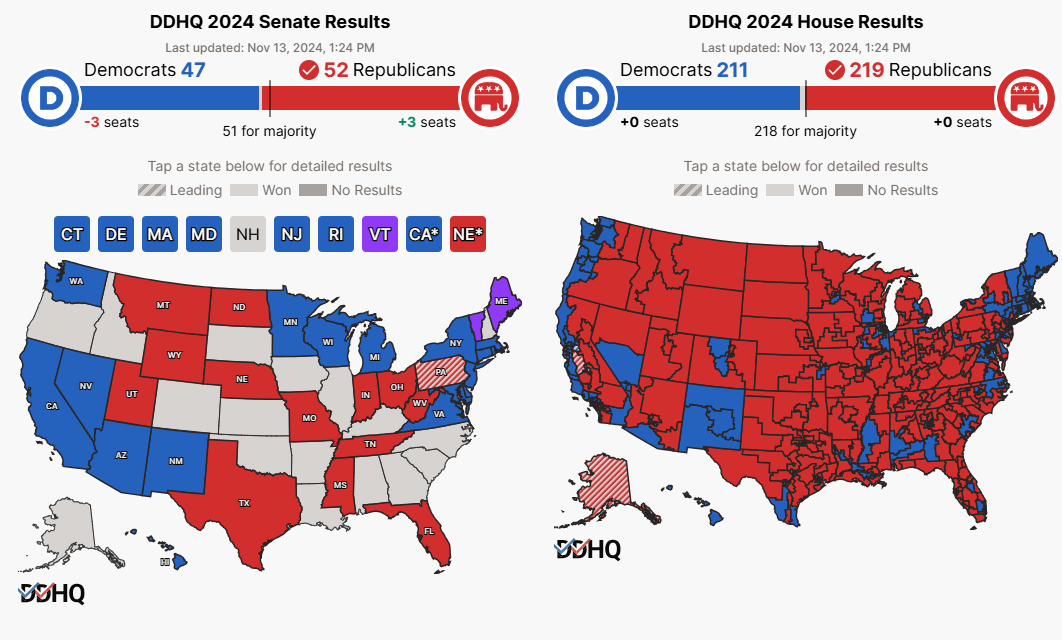 DDHQ 2024 Senate Results
Last updated: Nov 13, 2024, 1:24 PM
Democrats 47
52 Republicans
D
-3 seats
+3 seats
51 for majority
Tap a state below for detailed results
Leading
Won
No Results
CT DE MA MD NH NJ RI VT CA* NE*
WA
MT
ND
MN
ME
WI
WY
MI
NY
NE
PA
NV
UT
IN
OH
CA
MO
WV
VA
TN
AZ
NM
MS
TX
FL
HI
DDHQ
DDHQ 2024 House Results
Last updated: Nov 13, 2024, 1:24 PM
Democrats 211
219 Republicans
D
+0 seats
+0 seats
218 for majority
Tap a state below for detailed results
Leading
Won
No Results
DDHQ